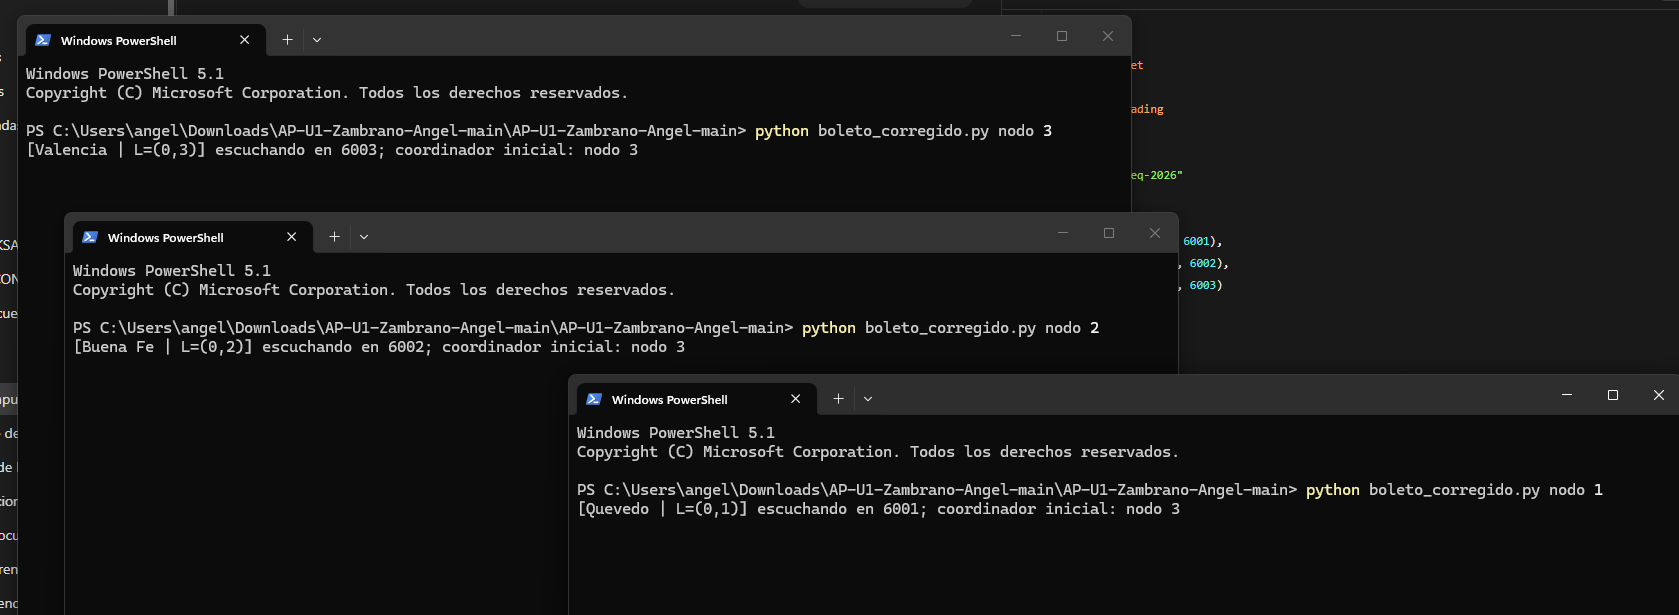 Windows PowerShell
Windows PowerShell 5.1
Copyright (C) Microsoft Corporation. Todos los derechos reservados.
PS C:\Users\angel\Downloads\AP-U1-Zambrano-Angel-main\AP-U1-Zambrano-Angel-main> python boleto_corregido.py nodo 3
[Valencia | L=(0,3)] escuchando en 6003; coordinador inicial: nodo 3
et
ading
eq-2026"
6001),
, 6002),
, 6003)
Windows PowerShell
Windows PowerShell 5.1
Copyright (C) Microsoft Corporation. Todos los derechos reservados.
PS C:\Users\angel\Downloads\AP-U1-Zambrano-Angel-main\AP-U1-Zambrano-Angel-main> python boleto_corregido.py nodo 2
[Buena Fe | L=(0,2)] escuchando en 6002; coordinador inicial: nodo 3
Windows PowerShell
Windows PowerShell 5.1
Copyright (C) Microsoft Corporation. Todos los derechos reservados.
PS C:\Users\angel\Downloads\AP-U1-Zambrano-Angel-main\AP-U1-Zambrano-Angel-main> python boleto_corregido.py nodo 1
[Quevedo | L=(0,1)] escuchando en 6001; coordinador inicial: nodo 3